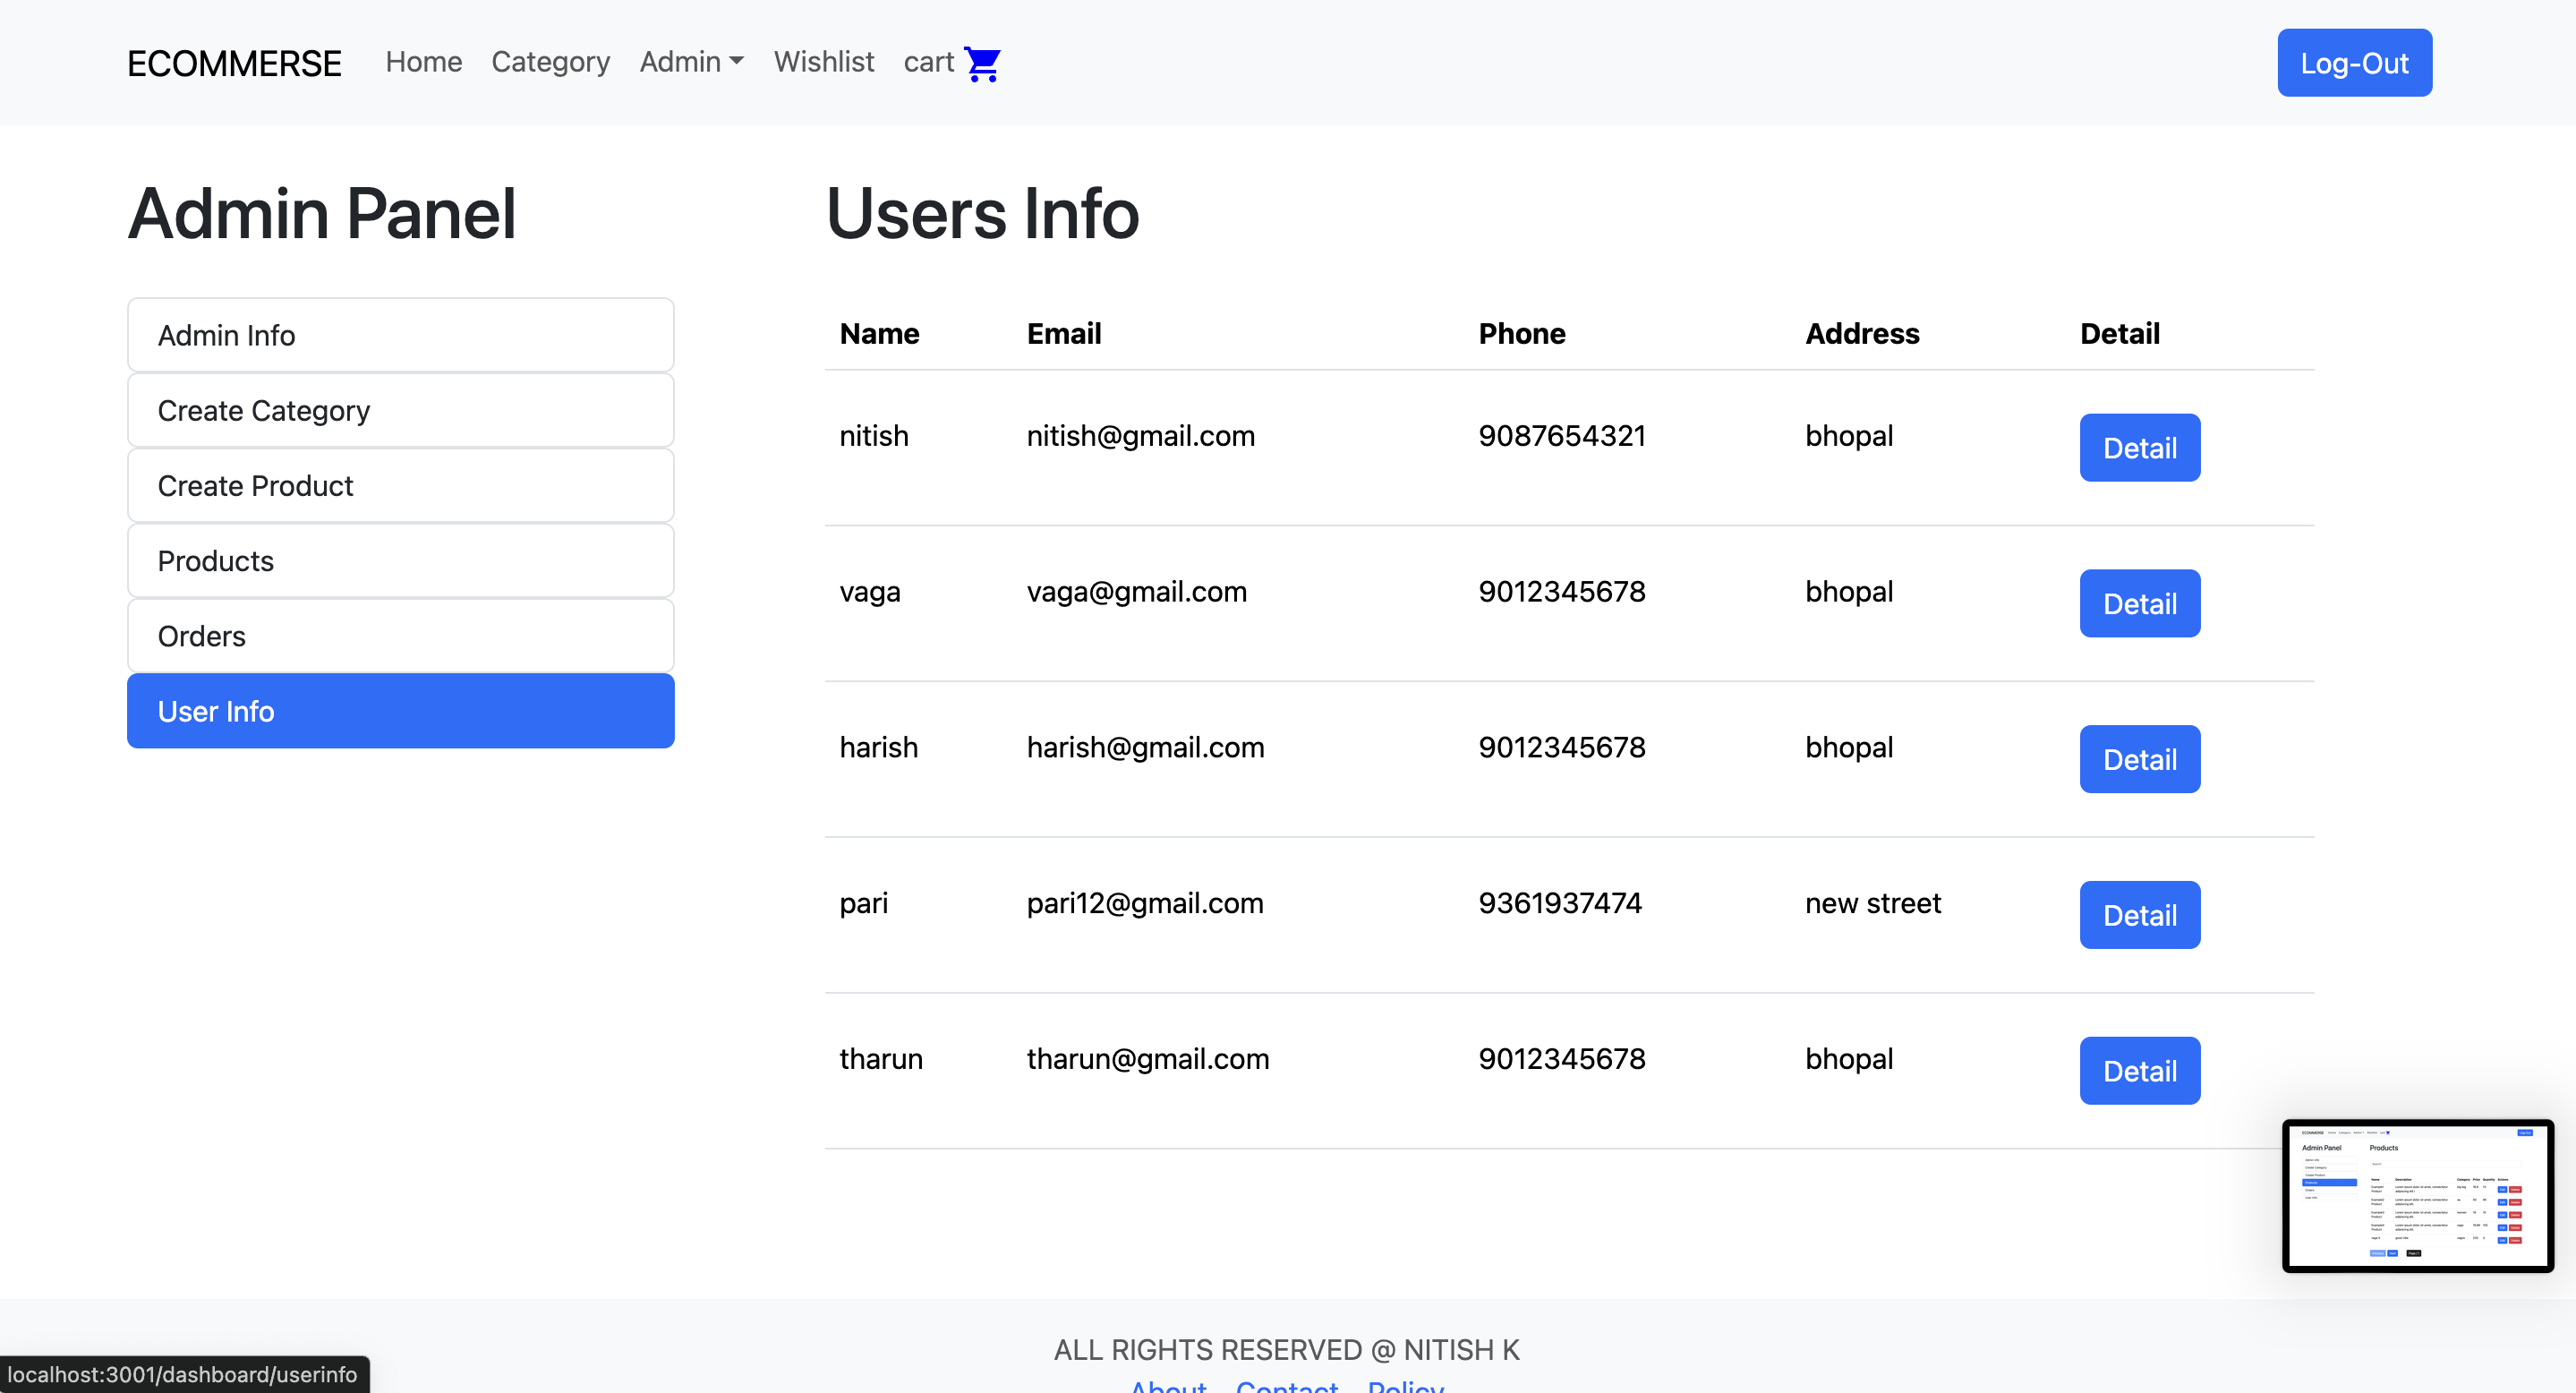 ECOMMERSE Home Category Admin Wishlist cart Log-Out
Admin Panel
Admin Info
Create Category
Create Product
Products
Orders
User Info
Users Info
Name Email Phone Address Detail
nitish nitish@gmail.com 9087654321 bhopal Detail
vaga vaga@gmail.com 9012345678 bhopal Detail
harish harish@gmail.com 9012345678 bhopal Detail
pari pari12@gmail.com 9361937474 new street Detail
tharun tharun@gmail.com 9012345678 bhopal Detail
Admin Panel
Products
ALL RIGHTS RESERVED @ NITISH K
About Contact Policy
localhost:3001/dashboard/userinfo